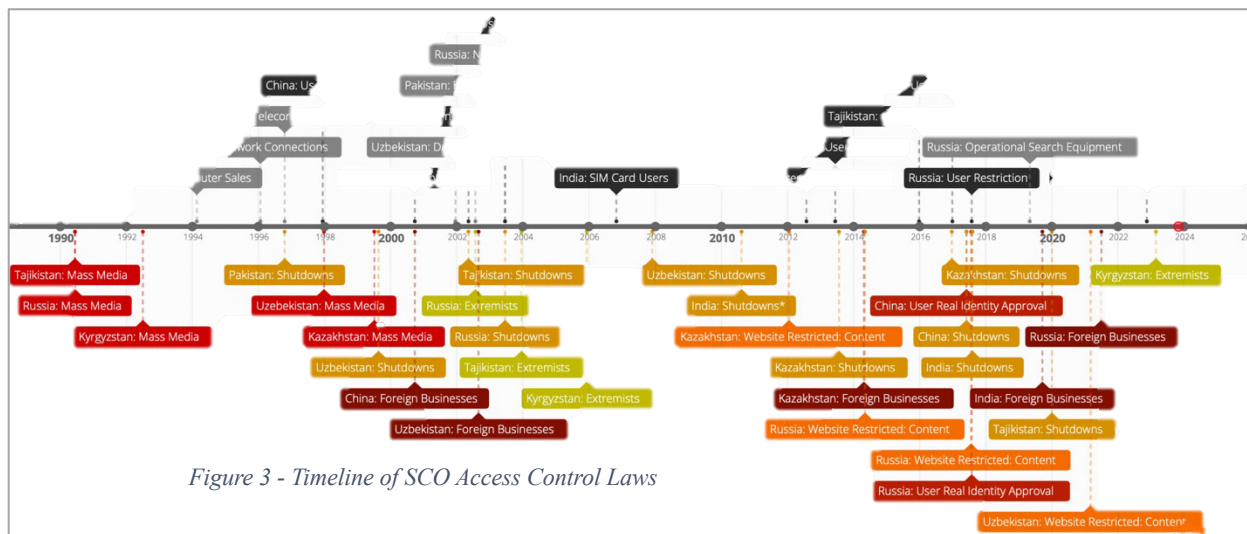 Russia: N
China: Us
Pakistan:
Tajikistan:
work Connections
Uzbekistan: D
User
Russia: Operational Search Equipment
uter Sales
India: SIM Card Users
Russia: User Restriction
1990
1992
1994
1996
1998
2000
2002
2004
2006
2008
2010
2012
2014
2016
2018
2020
2022
2024
Tajikistan: Mass Media
Pakistan: Shutdowns
Tajikistan: Shutdowns
Uzbekistan: Shutdowns
Kazakhstan: Shutdowns
Kyrgyzstan: Extremists
Russia: Mass Media
Uzebekistan: Mass Media
Russia: Extremists
India: Shutdowns*
China: User Real Identity Approval
Kyrgyzstan: Mass Media
Kazakhstan: Mass Media
Russia: Shutdowns
Kazakhstan: Website Restricted: Content
China: Shutdowns
Russia: Foreign Businesses
Uzbekistan: Shutdowns
Tajikistan: Extremists
Kazakhstan: Shutdowns
India: Shutdowns
China: Foreign Businesses
Kyrgyzstan: Extremists
Kazakhstan: Foreign Businesses
India: Foreign Businesses
Uzbekistan: Foreign Businesses
Russia: Website Restricted: Content
Tajikistan: Shutdowns
Russia: Website Restricted: Content
Figure 3 - Timeline of SCO Access Control Laws
Russia: User Real Identity Approval
Uzbekistan: Website Restricted: Content